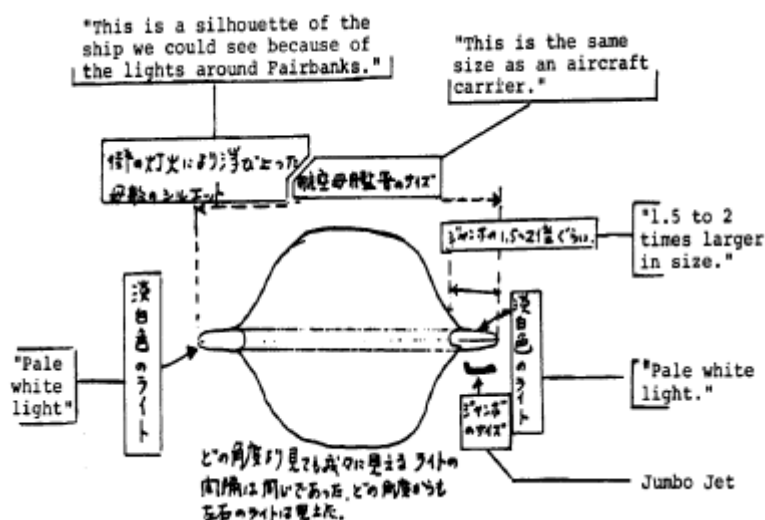 "This is a silhouette of the
ship we could see because of
the lights around Fairbanks."
"This is the same
size as an aircraft
carrier."
の灯火により浮び上った
母船のシルエット
航空母艦のサイズ
ジャンボの1.5~2倍ぐらい.
"1.5 to 2
times larger
in size."
淡白色のライト
淡白色のライト
"Pale
white
light"
"Pale white
light."
ジャンボ
のサイズ
Jumbo Jet
どの角度より見ても我々に見える ライトの
間隔は同じであった、どの角度からも
左右のライトは見えた。